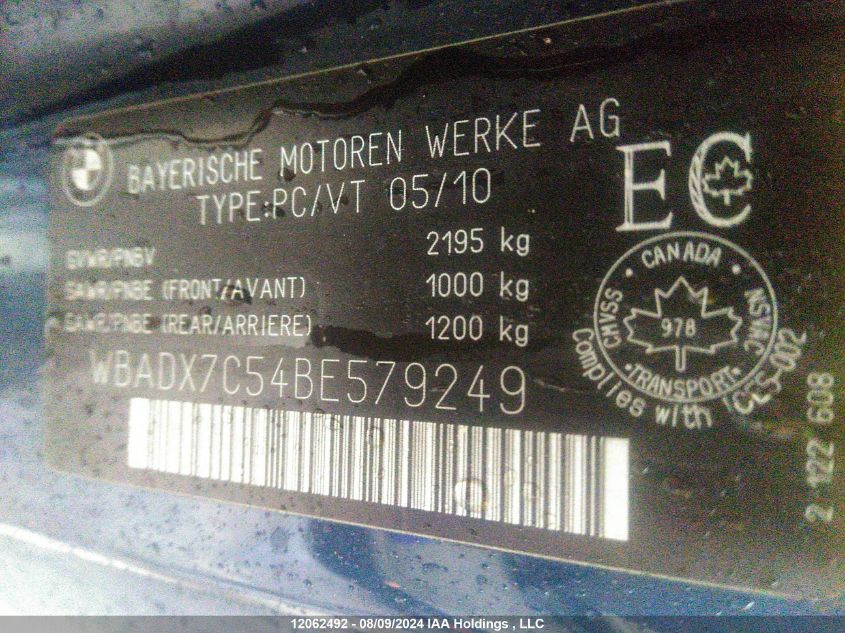 BAYERISCHE MOTOREN WERKE AG
TYPE:PC/VT 05/10
GVWR/PNBV 2195 kg
GAWR/PNBE (FRONT/AVANT) 1000 kg
GAWR/PNBE (REAR/ARRIERE) 1200 kg
WBADX7C54BE579249
EC
CANADA
CMVSS
NSVAC
978
TRANSPORT
Complies with ICES-002
2 122 608
12062492 - 08/09/2024 IAA Holdings , LLC